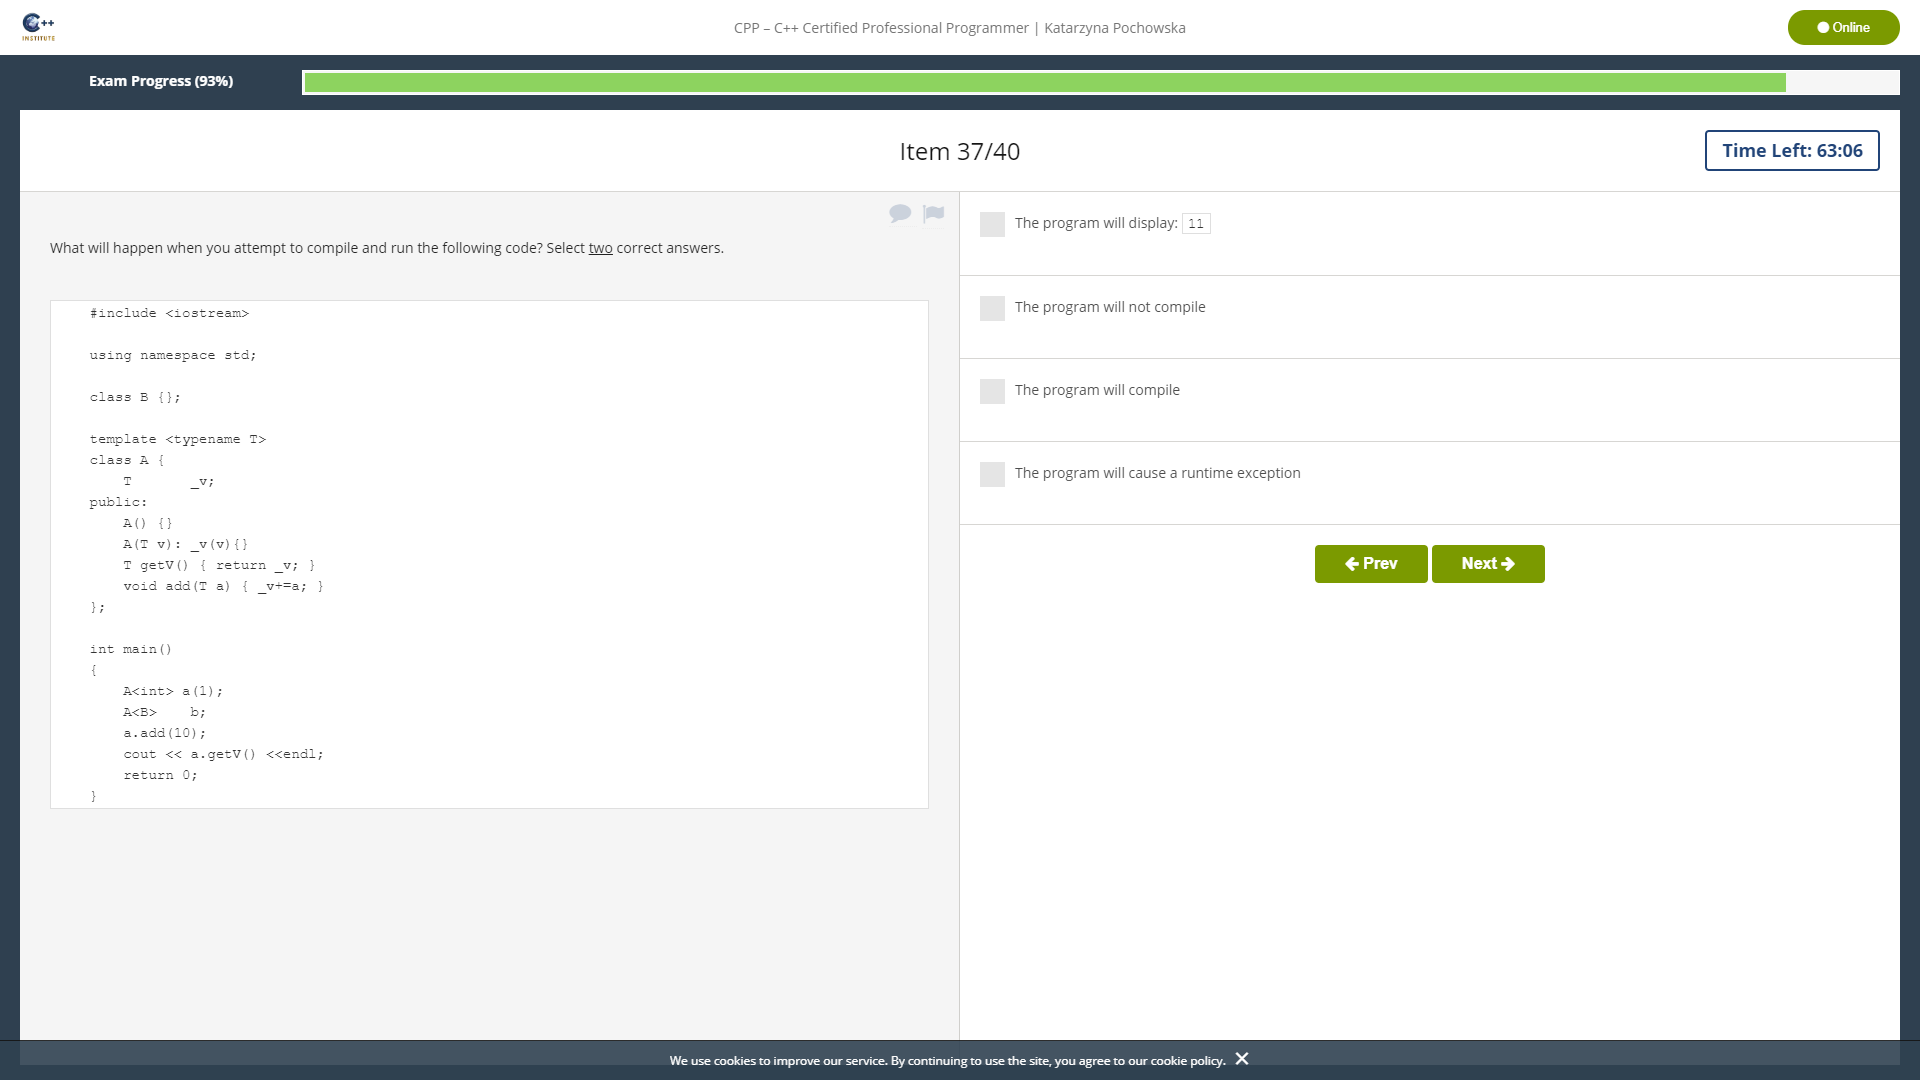 C++
INSTITUTE
CPP – C++ Certified Professional Programmer | Katarzyna Pochowska
Online
Exam Progress (93%)
Item 37/40
Time Left: 63:06
What will happen when you attempt to compile and run the following code? Select two correct answers.
#include <iostream>
using namespace std;
class B {};
template <typename T>
class A {
    T       _v;
public:
    A() {}
    A(T v): _v(v){}
    T getV() { return _v; }
    void add(T a) { _v+=a; }
};
int main()
{
    A<int> a(1);
    A<B>    b;
    a.add(10);
    cout << a.getV() <<endl;
    return 0;
}
The program will display: 11
The program will not compile
The program will compile
The program will cause a runtime exception
Prev
Next
We use cookies to improve our service. By continuing to use the site, you agree to our cookie policy.